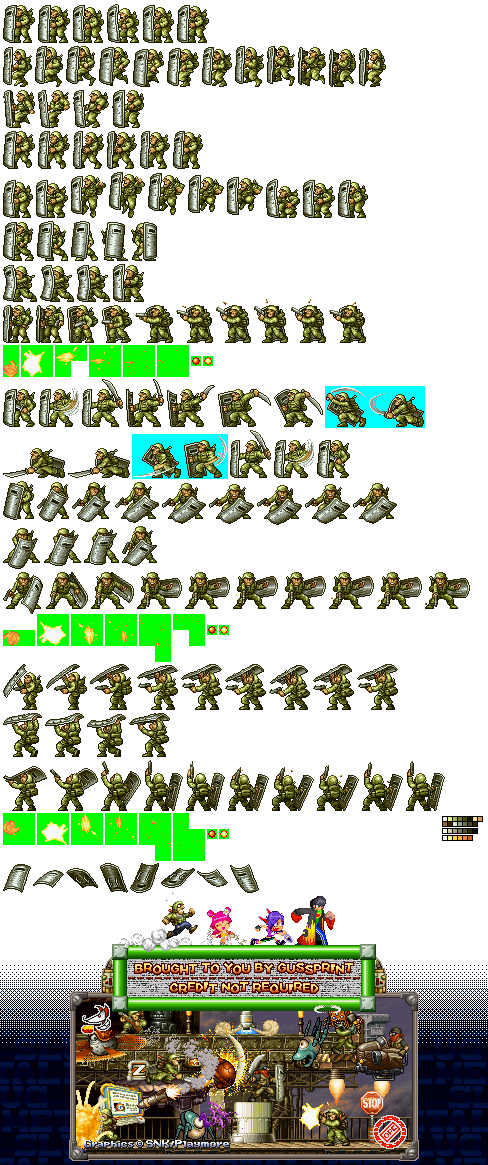 BROUGHT TO YOU BY GUSSPRINT
CREDIT NOT REQUIRED
Z
STOP
Graphics © SNK/Playmore